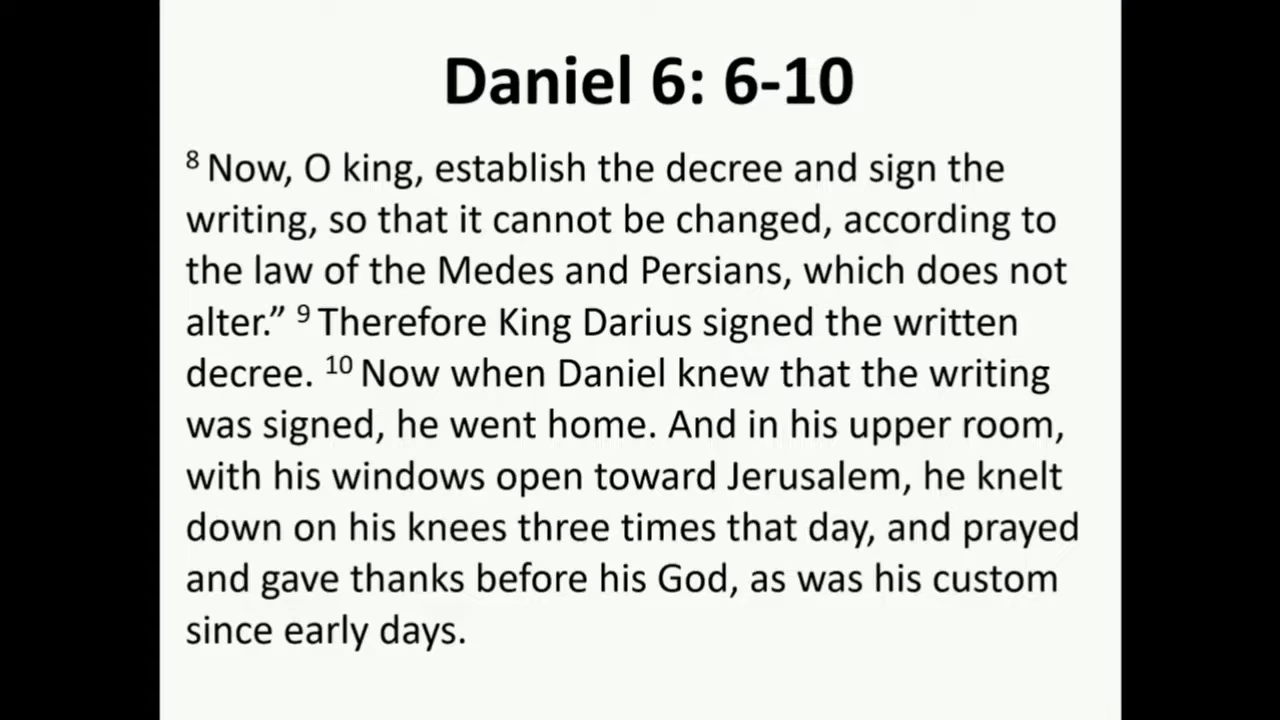 Daniel 6: 6-10
8 Now, O king, establish the decree and sign the
writing, so that it cannot be changed, according to
the law of the Medes and Persians, which does not
alter.” 9 Therefore King Darius signed the written
decree. 10 Now when Daniel knew that the writing
was signed, he went home. And in his upper room,
with his windows open toward Jerusalem, he knelt
down on his knees three times that day, and prayed
and gave thanks before his God, as was his custom
since early days.